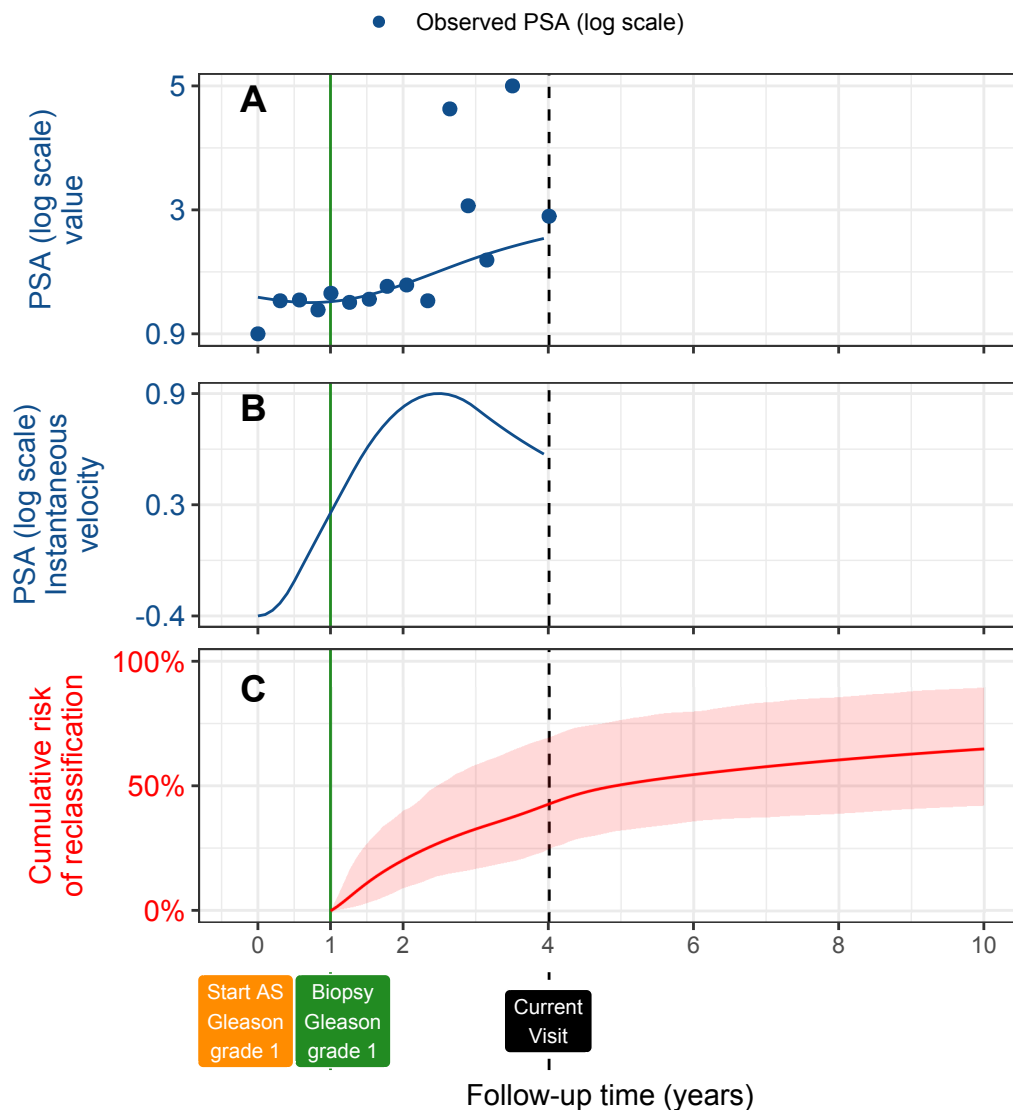 Observed PSA (log scale)
A
PSA (log scale)
value
5
3
0.9
B
PSA (log scale)
Instantaneous
velocity
0.9
0.3
-0.4
C
Cumulative risk
of reclassification
100%
50%
0%
0 1 2 4 6 8 10
Start AS
Gleason
grade 1
Biopsy
Gleason
grade 1
Current
Visit
Follow-up time (years)